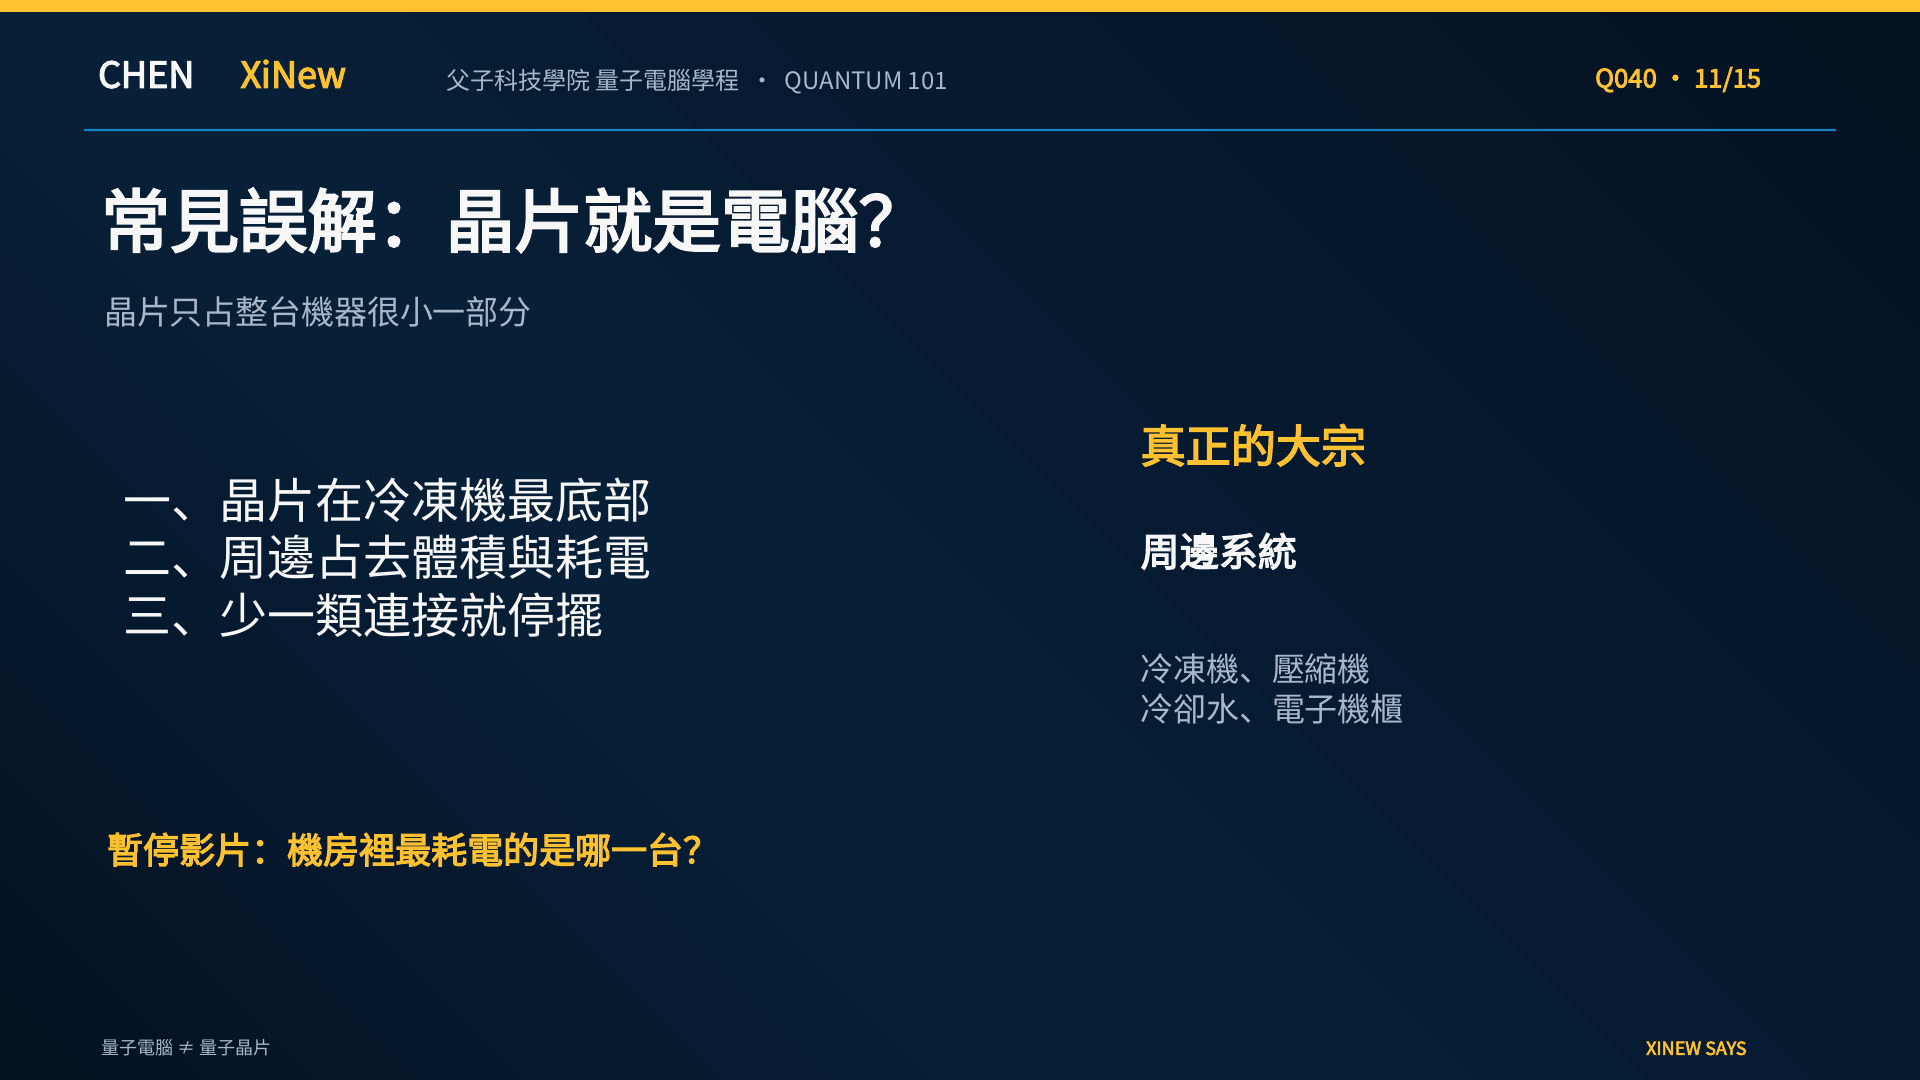 CHEN XiNew 父子科技學院 量子電腦學程 · QUANTUM 101 Q040 · 11/15
常見誤解：晶片就是電腦？
晶片只占整台機器很小一部分
一、晶片在冷凍機最底部
二、周邊占去體積與耗電
三、少一類連接就停擺
真正的大宗
周邊系統
冷凍機、壓縮機
冷卻水、電子機櫃
暫停影片：機房裡最耗電的是哪一台？
量子電腦 ≠ 量子晶片
XINEW SAYS